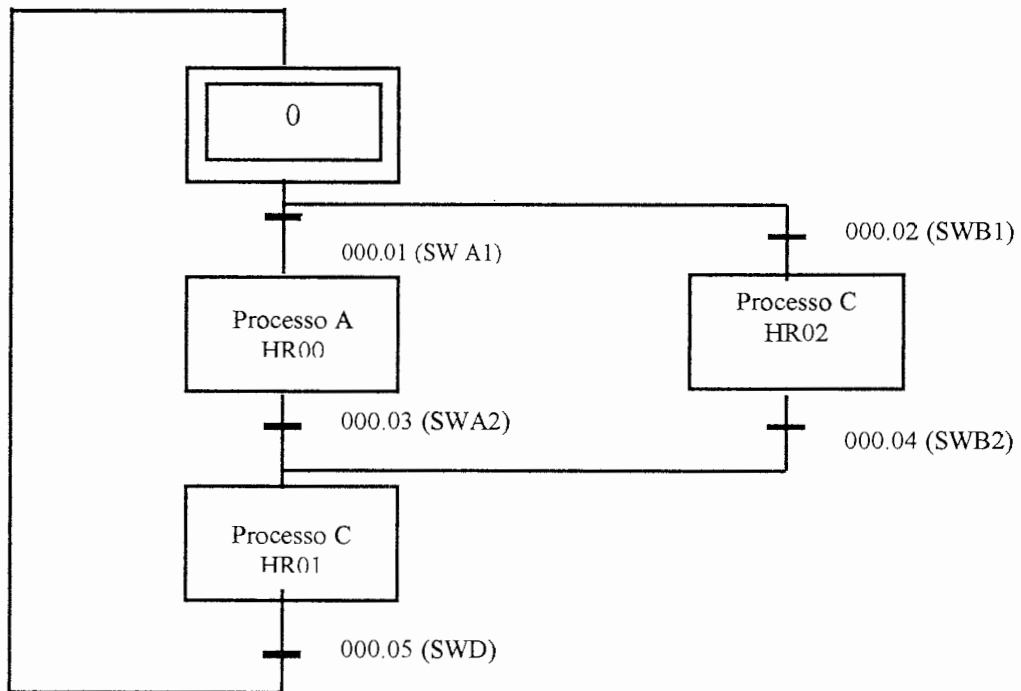 0
000.01 (SW A1)
000.02 (SWB1)
Processo A
HR00
Processo C
HR02
000.03 (SWA2)
000.04 (SWB2)
Processo C
HR01
000.05 (SWD)